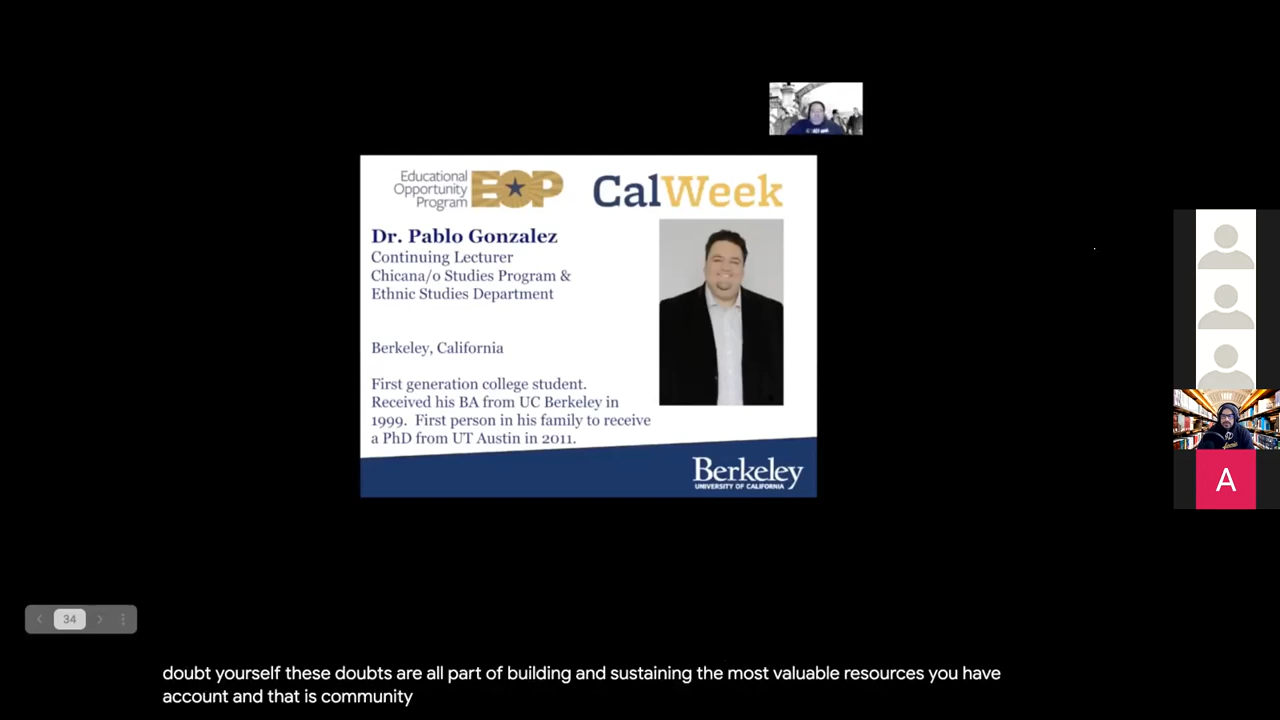 Educational
Opportunity
Program
EOP
CalWeek
Dr. Pablo Gonzalez
Continuing Lecturer
Chicana/o Studies Program &
Ethnic Studies Department
Berkeley, California
First generation college student.
Received his BA from UC Berkeley in
1999. First person in his family to receive
a PhD from UT Austin in 2011.
Berkeley
UNIVERSITY OF CALIFORNIA
A
34
doubt yourself these doubts are all part of building and sustaining the most valuable resources you have
account and that is community